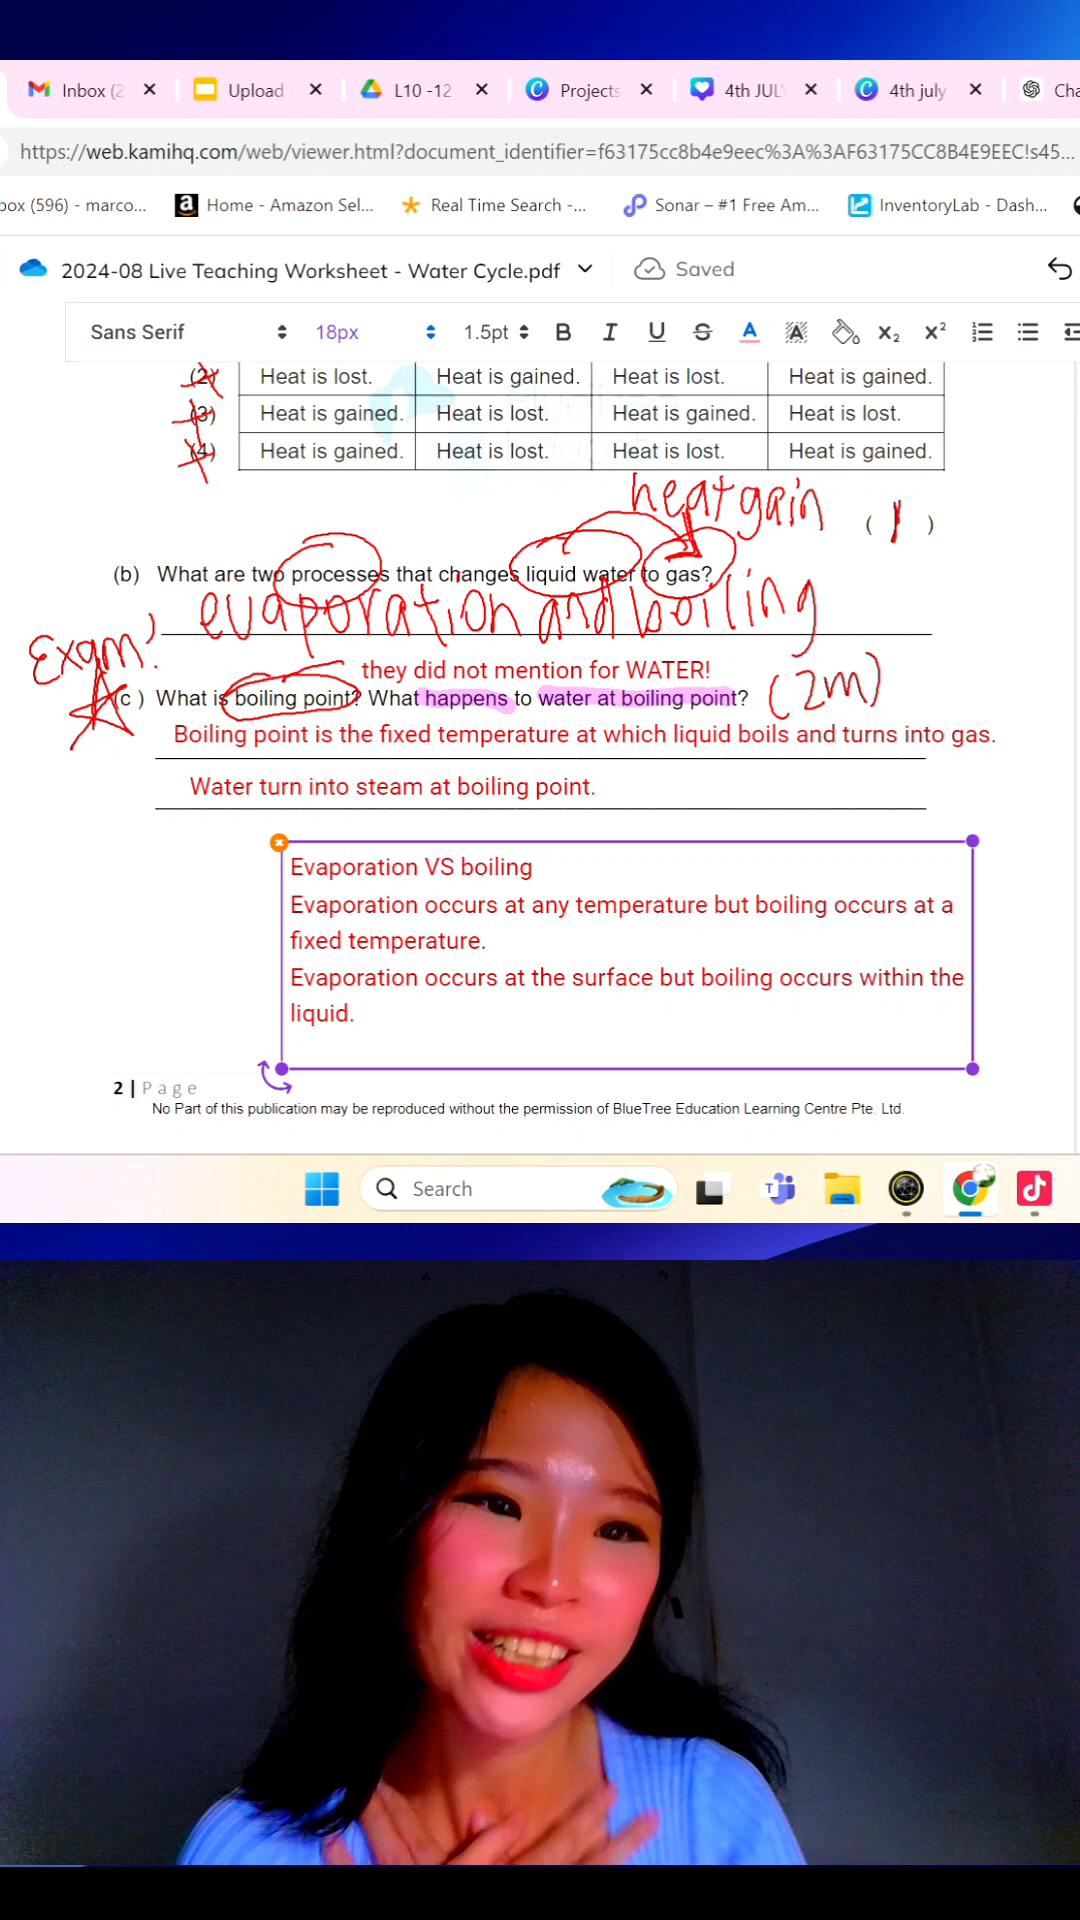 Inbox (2
Upload
L10 -12
Projects
4th JUL
4th july
Cha
https://web.kamihq.com/web/viewer.html?document_identifier=f63175cc8b4e9eec%3A%3AF63175CC8B4E9EEC!s45...
box (596) - marco...
Home - Amazon Sel...
Real Time Search -...
Sonar – #1 Free Am...
InventoryLab - Dash...
2024-08 Live Teaching Worksheet - Water Cycle.pdf
Saved
Sans Serif 18px 1.5pt B I U S A A X₂ X² 
(2) Heat is lost. Heat is gained. Heat is lost. Heat is gained.
(3) Heat is gained. Heat is lost. Heat is gained. Heat is lost.
(4) Heat is gained. Heat is lost. Heat is lost. Heat is gained.
heat gain
( 1 )
(b) What are two processes that changes liquid water to gas?
evaporation and boiling
Exam!
they did not mention for WATER!
(c ) What is boiling point? What happens to water at boiling point?
(2m)
Boiling point is the fixed temperature at which liquid boils and turns into gas.
Water turn into steam at boiling point.
Evaporation VS boiling
Evaporation occurs at any temperature but boiling occurs at a
fixed temperature.
Evaporation occurs at the surface but boiling occurs within the
liquid.
2 | Page
No Part of this publication may be reproduced without the permission of BlueTree Education Learning Centre Pte. Ltd.
Search